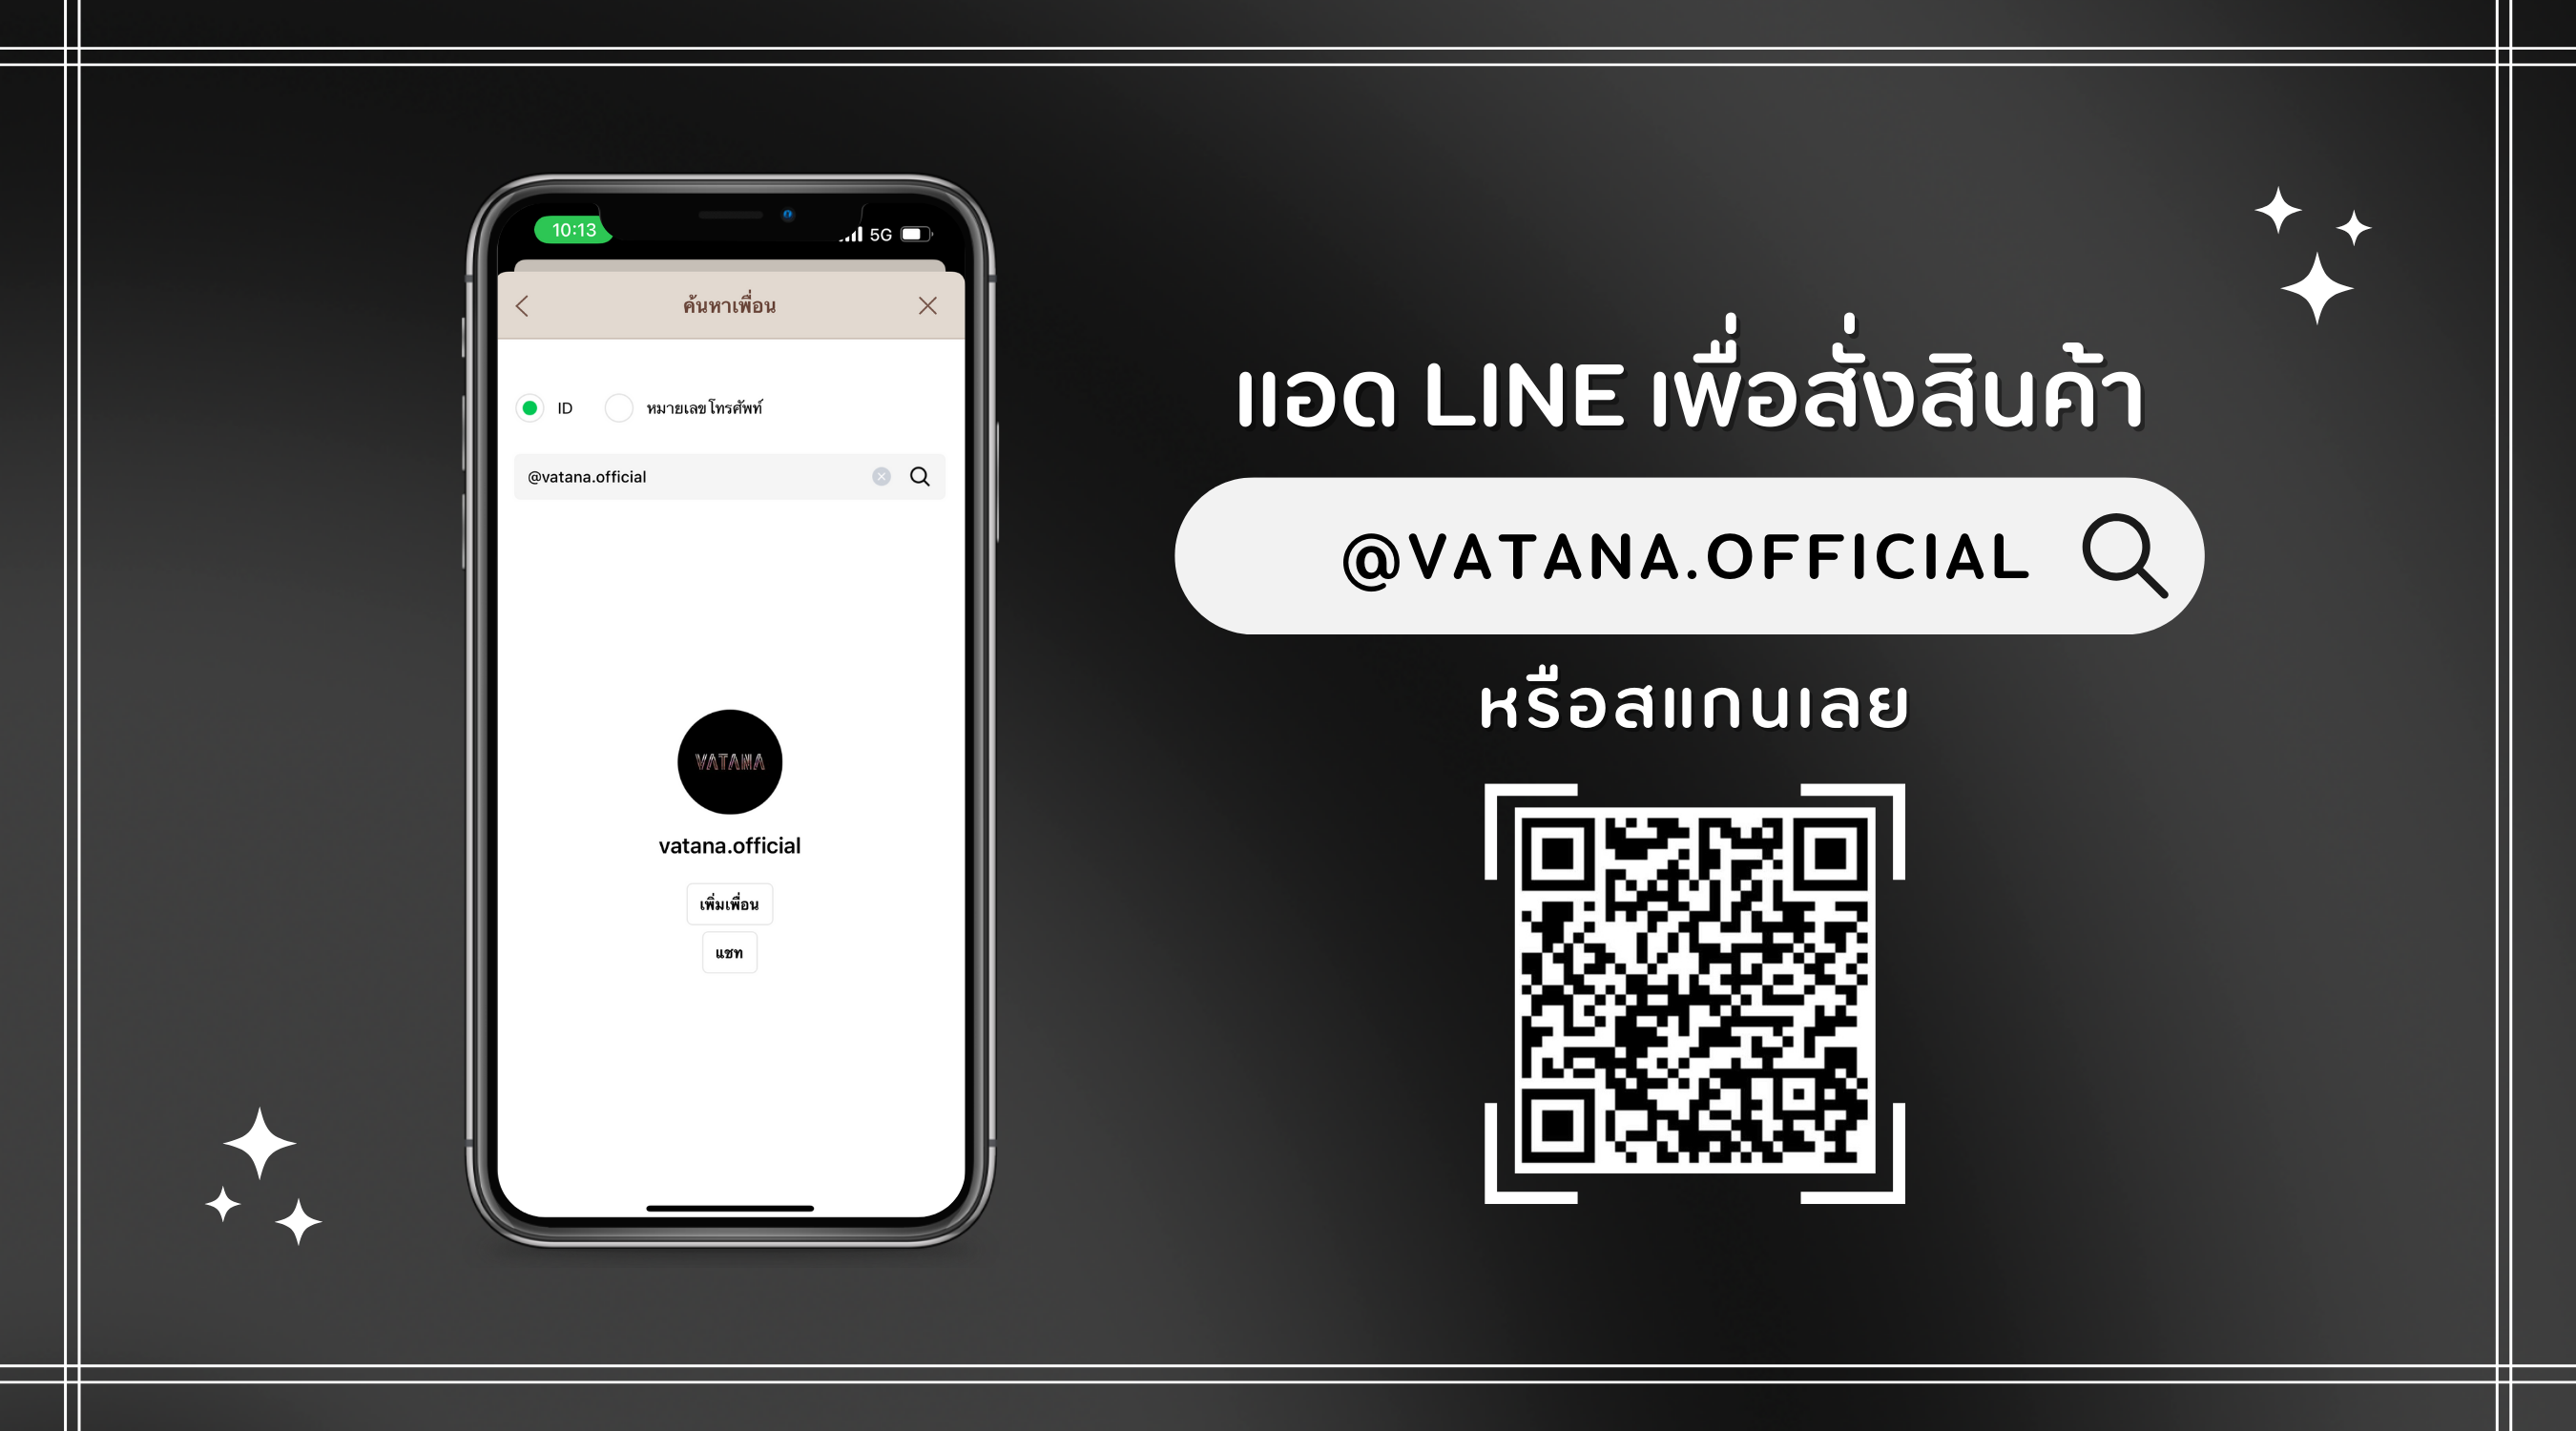 10:13
5G
ค้นหาเพื่อน
ID
หมายเลขโทรศัพท์
@vatana.official
VATANA
vatana.official
เพิ่มเพื่อน
แชท
แอด LINE เพื่อสั่งสินค้า
@VATANA.OFFICIAL
หรือสแกนเลย